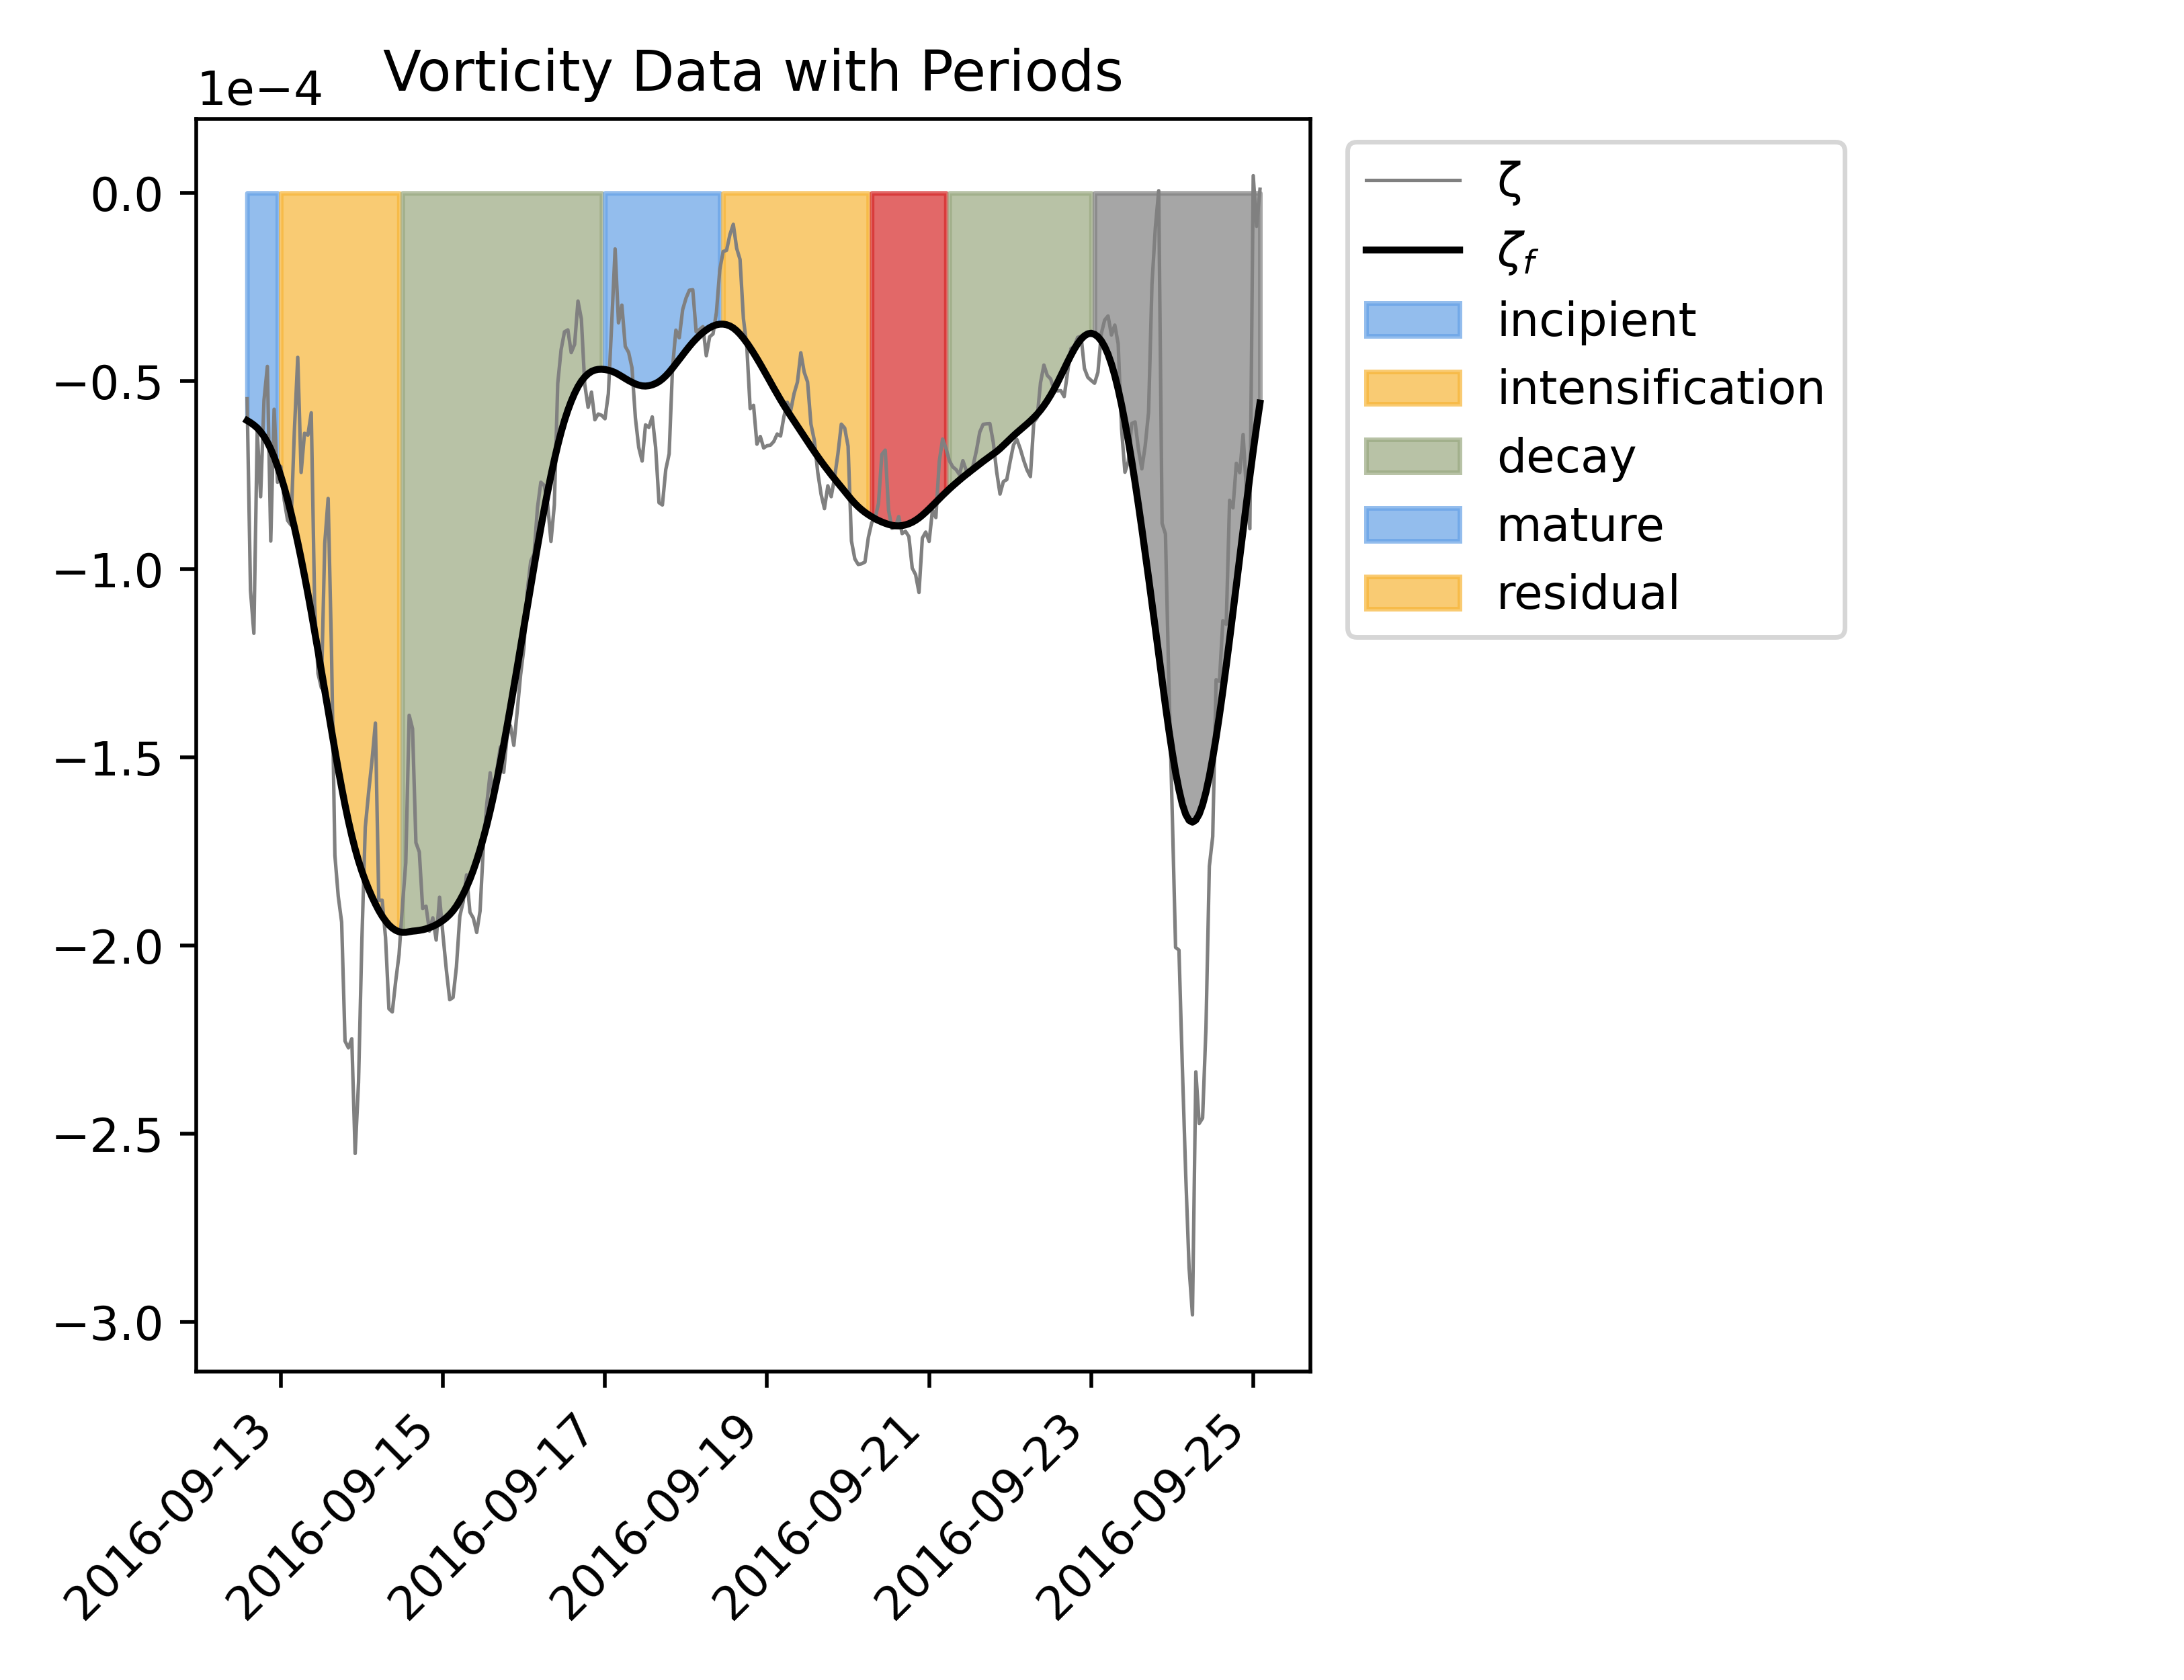 Vorticity Data with Periods
1e−4
0.0
−0.5
−1.0
−1.5
−2.0
−2.5
−3.0
2016-09-13
2016-09-15
2016-09-17
2016-09-19
2016-09-21
2016-09-23
2016-09-25
ζ
ζf
incipient
intensification
decay
mature
residual